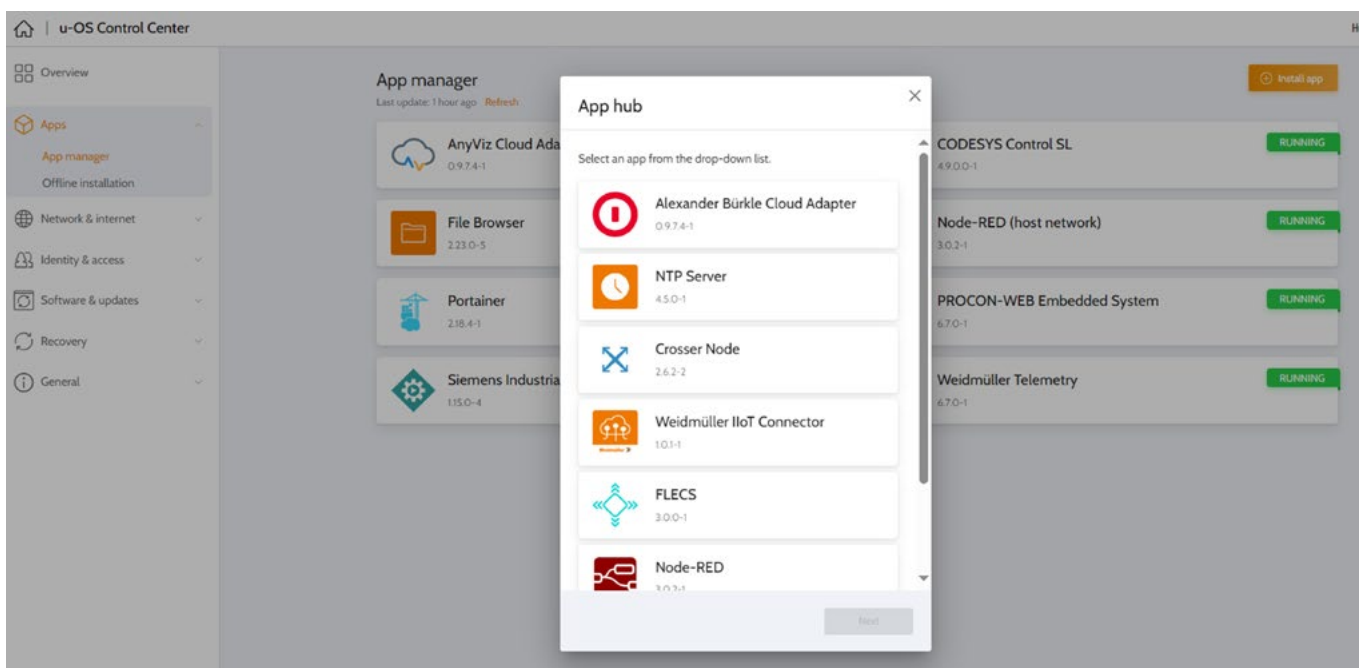 u-OS Control Center
H
Overview
Apps
App manager
Offline installation
Network & internet
Identity & access
Software & updates
Recovery
General
App manager
Last update: 1 hour ago Refresh
Install app
AnyViz Cloud Ada
0.9.7.4-1
CODESYS Control SL
4.9.0.0-1
RUNNING
File Browser
2.23.0-5
Node-RED (host network)
3.0.2-1
RUNNING
Portainer
2.18.4-1
PROCON-WEB Embedded System
6.7.0-1
RUNNING
Siemens Industria
1.15.0-4
Weidmüller Telemetry
6.7.0-1
RUNNING
App hub
Select an app from the drop-down list.
Alexander Bürkle Cloud Adapter
0.9.7.4-1
NTP Server
4.5.0-1
Crosser Node
2.6.2-2
Weidmüller IIoT Connector
1.0.1-1
FLECS
3.0.0-1
Node-RED
3.0.2-1
Next